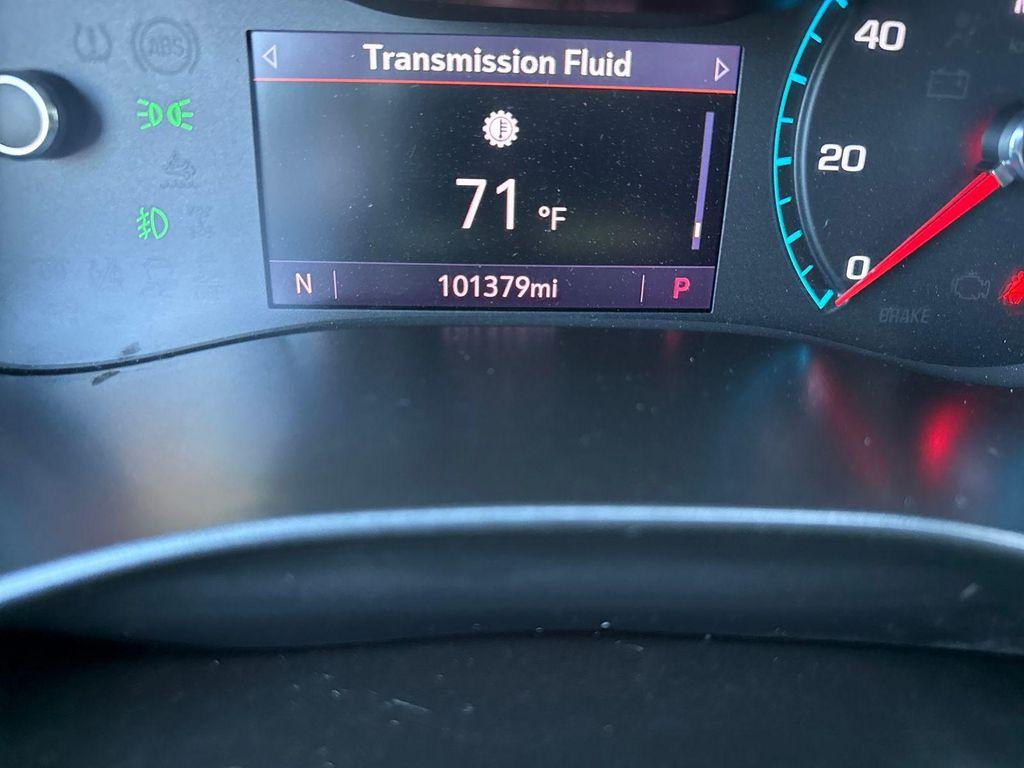 ABS
Transmission Fluid
71 °F
N 101379mi P
40
20
0
BRAKE